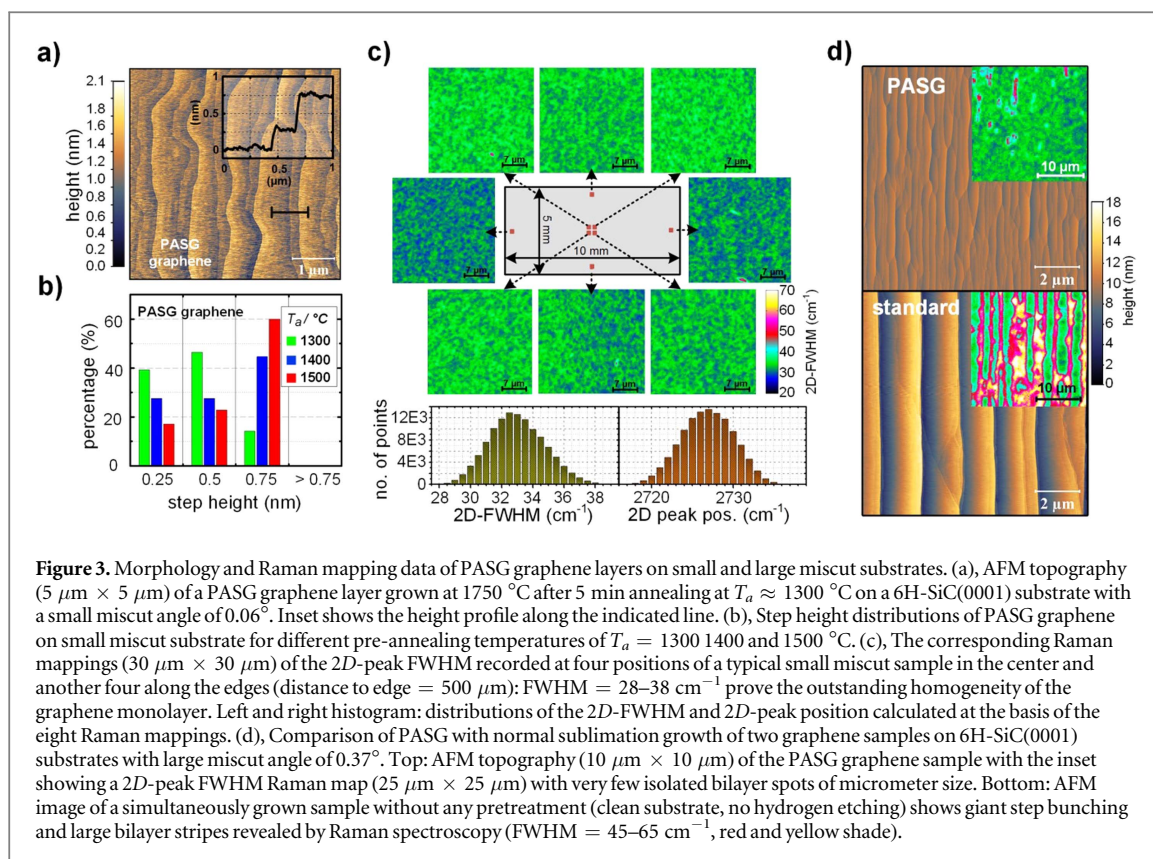 a)
2.1
1.8
1.6
1.4
1.2
1.0
0.8
0.6
0.4
0.2
0.0
height (nm)
1
0.75
0.5
0.25
0
(nm)
0 0.5 1
(µm)
PASG
graphene
1 µm
b)
PASG graphene
Tₐ / °C
1300
1400
1500
60
40
20
0
percentage (%)
0.25 0.5 0.75 > 0.75
step height (nm)
c)
7 µm
7 µm
7 µm
7 µm
5 mm
10 mm
7 µm
7 µm
7 µm
7 µm
70
60
50
40
30
20
2D-FWHM (cm⁻¹)
12E3
8E3
4E3
no. of points
28 30 32 34 36 38
2D-FWHM (cm⁻¹)
2720 2730
2D peak pos. (cm⁻¹)
d)
PASG
10 µm
2 µm
standard
10 µm
2 µm
18
16
14
12
10
8
6
4
2
0
height (nm)
Figure 3. Morphology and Raman mapping data of PASG graphene layers on small and large miscut substrates. (a), AFM topography
(5 µm × 5 µm) of a PASG graphene layer grown at 1750 °C after 5 min annealing at Tₐ ≈ 1300 °C on a 6H-SiC(0001) substrate with
a small miscut angle of 0.06°. Inset shows the height profile along the indicated line. (b), Step height distributions of PASG graphene
on small miscut substrate for different pre-annealing temperatures of Tₐ = 1300 1400 and 1500 °C. (c), The corresponding Raman
mappings (30 µm × 30 µm) of the 2D-peak FWHM recorded at four positions of a typical small miscut sample in the center and
another four along the edges (distance to edge = 500 µm): FWHM = 28–38 cm⁻¹ prove the outstanding homogeneity of the
graphene monolayer. Left and right histogram: distributions of the 2D-FWHM and 2D-peak position calculated at the basis of the
eight Raman mappings. (d), Comparison of PASG with normal sublimation growth of two graphene samples on 6H-SiC(0001)
substrates with large miscut angle of 0.37°. Top: AFM topography (10 µm × 10 µm) of the PASG graphene sample with the inset
showing a 2D-peak FWHM Raman map (25 µm × 25 µm) with very few isolated bilayer spots of micrometer size. Bottom: AFM
image of a simultaneously grown sample without any pretreatment (clean substrate, no hydrogen etching) shows giant step bunching
and large bilayer stripes revealed by Raman spectroscopy (FWHM = 45–65 cm⁻¹, red and yellow shade).